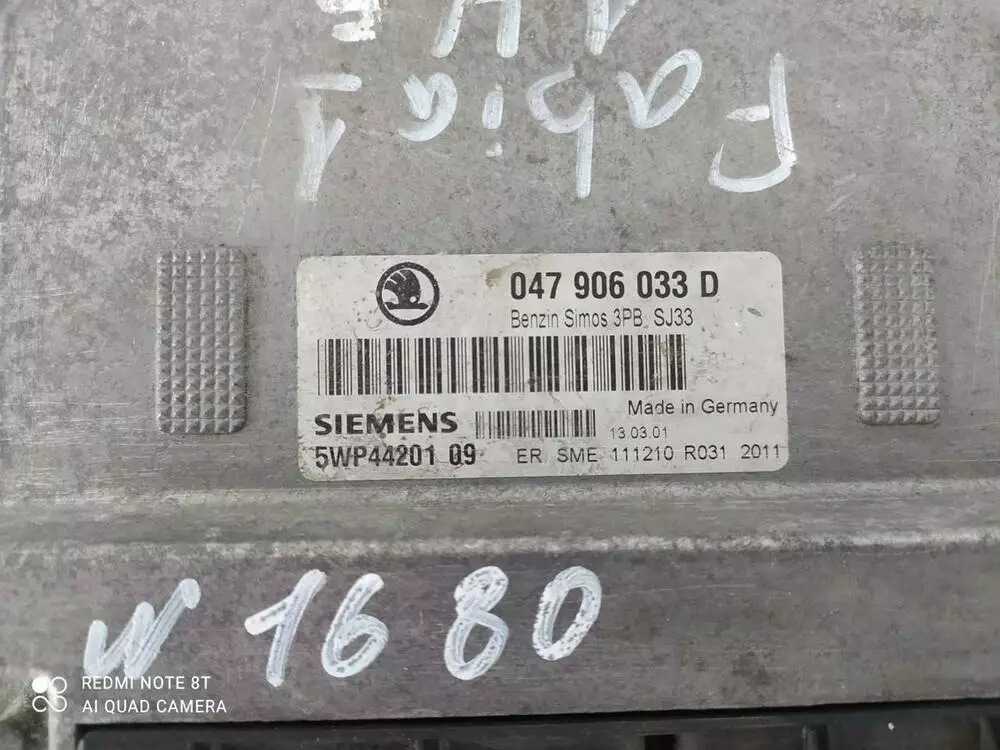 Fabia 1
047 906 033 D
Benzin Simos 3PB SJ33
Made in Germany
SIEMENS
13.03.01
5WP44201 09 ER SME 111210 R031 2011
N 1680
REDMI NOTE 8T
AI QUAD CAMERA